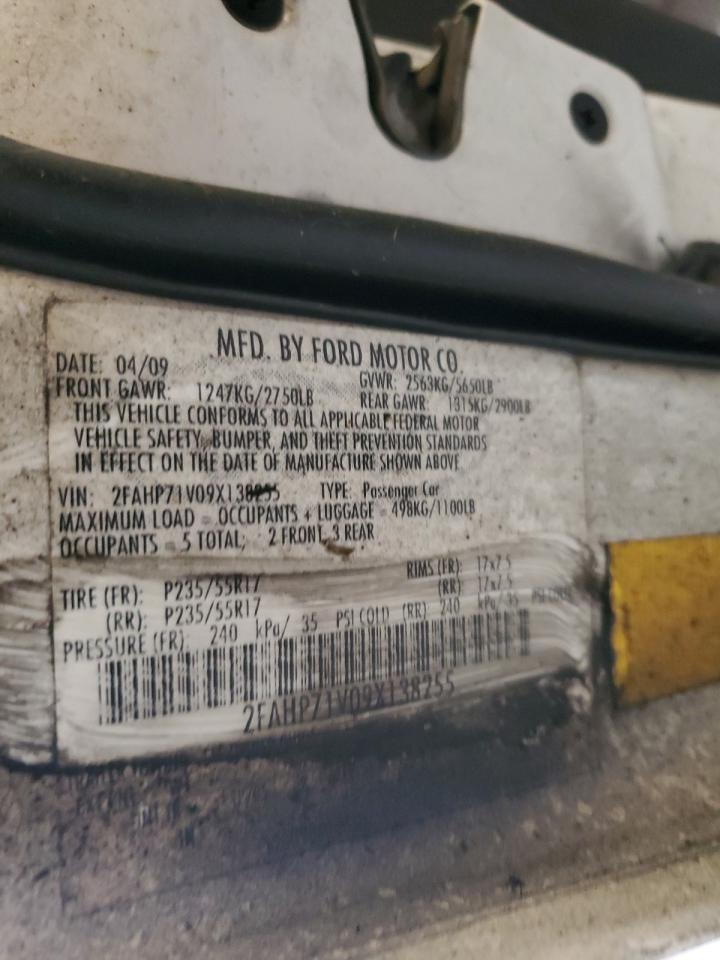 MFD. BY FORD MOTOR CO.
DATE: 04/09
GVWR: 2563KG/5650LB
FRONT GAWR: 1247KG/2750LB
REAR GAWR: 1315KG/2900LB
THIS VEHICLE CONFORMS TO ALL APPLICABLE FEDERAL MOTOR
VEHICLE SAFETY, BUMPER, AND THEFT PREVENTION STANDARDS
IN EFFECT ON THE DATE OF MANUFACTURE SHOWN ABOVE
VIN: 2FAHP71V09X138255 TYPE: Passenger Car
MAXIMUM LOAD = OCCUPANTS + LUGGAGE = 498KG/1100LB
OCCUPANTS = 5 TOTAL; 2 FRONT, 3 REAR
TIRE (FR): P235/55R17 RIMS (FR): 17x7.5
(RR): P235/55R17 (RR): 17x7.5
PRESSURE (FR): 240 kPa/ 35 PSI COLD (RR) 240 kPa/ 35 PSI COLD
2FAHP71V09X138255